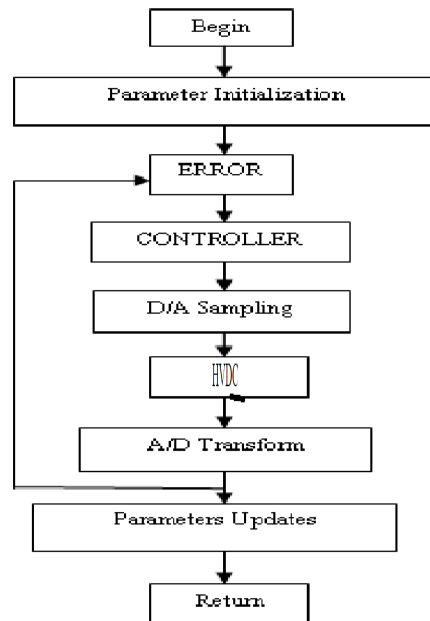 Begin
Parameter Initialization
ERROR
CONTROLLER
D/A Sampling
HVDC
A/D Transform
Parameters Updates
Return